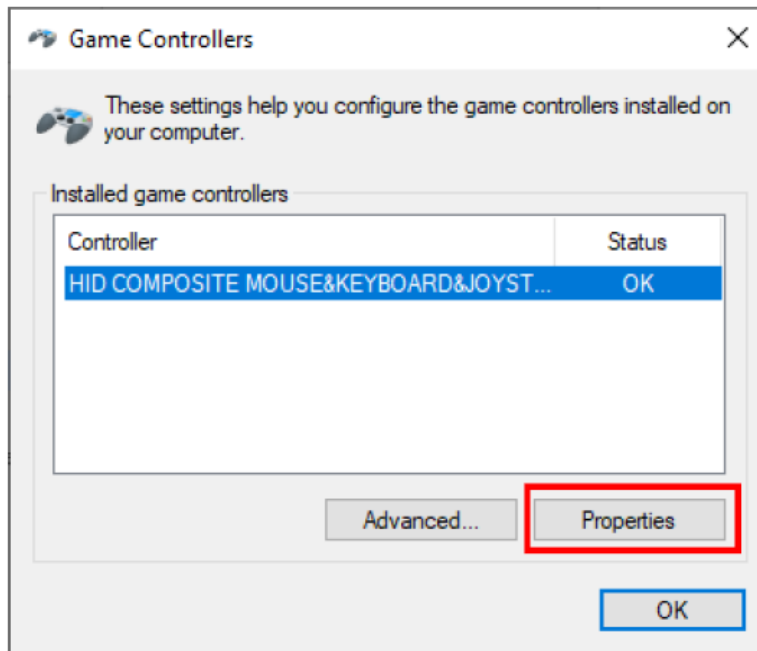 Game Controllers
These settings help you configure the game controllers installed on
your computer.
Installed game controllers
Controller Status
HID COMPOSITE MOUSE&KEYBOARD&JOYST... OK
Advanced... Properties
OK